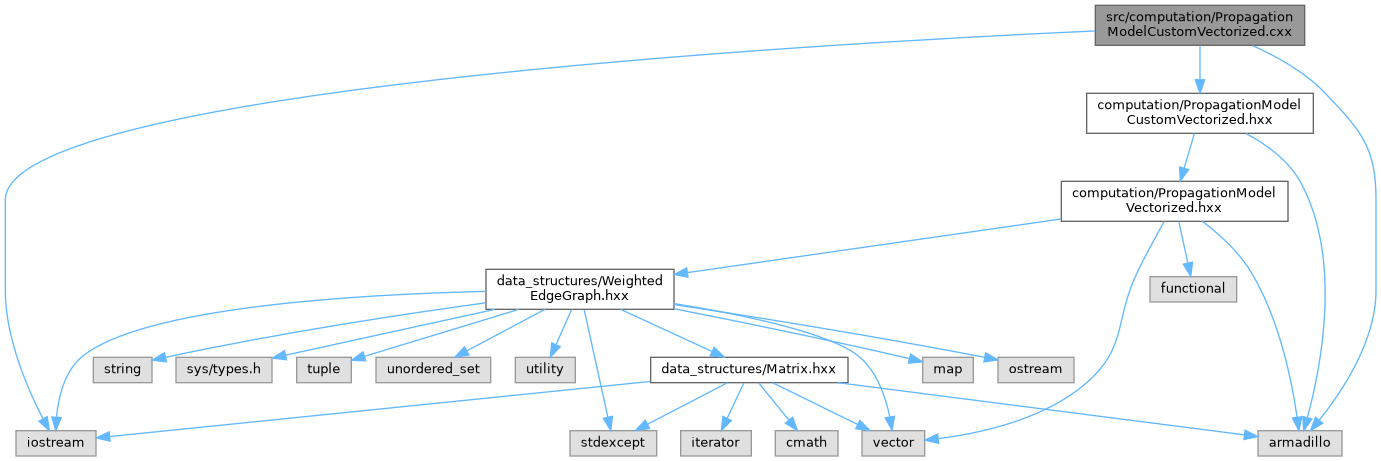 src/computation/Propagation
ModelCustomVectorized.cxx
computation/PropagationModel
CustomVectorized.hxx
computation/PropagationModel
Vectorized.hxx
data_structures/Weighted
EdgeGraph.hxx
functional
string
sys/types.h
tuple
unordered_set
utility
data_structures/Matrix.hxx
map
ostream
iostream
stdexcept
iterator
cmath
vector
armadillo